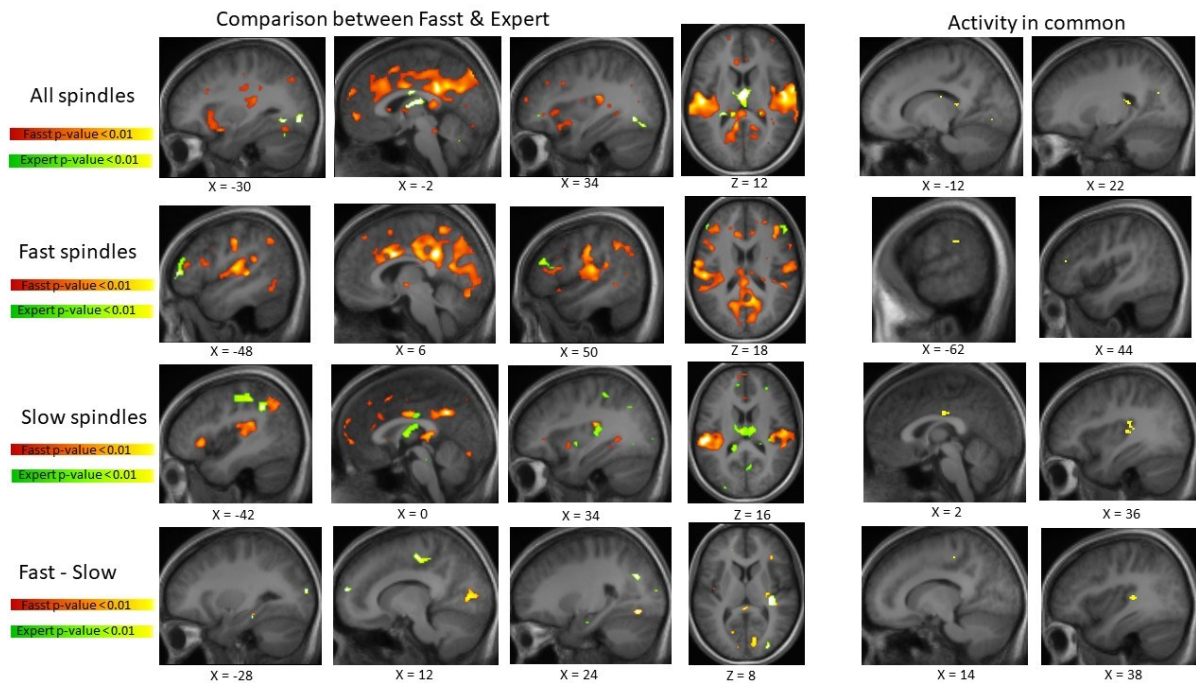 Comparison between Fasst & Expert
Activity in common
All spindles
Fasst p-value < 0.01
Expert p-value < 0.01
X = -30
X = -2
X = 34
Z = 12
X = -12
X = 22
Fast spindles
Fasst p-value < 0.01
Expert p-value < 0.01
X = -48
X = 6
X = 50
Z = 18
X = -62
X = 44
Slow spindles
Fasst p-value < 0.01
Expert p-value < 0.01
X = -42
X = 0
X = 34
Z = 16
X = 2
X = 36
Fast - Slow
Fasst p-value < 0.01
Expert p-value < 0.01
X = -28
X = 12
X = 24
Z = 8
X = 14
X = 38